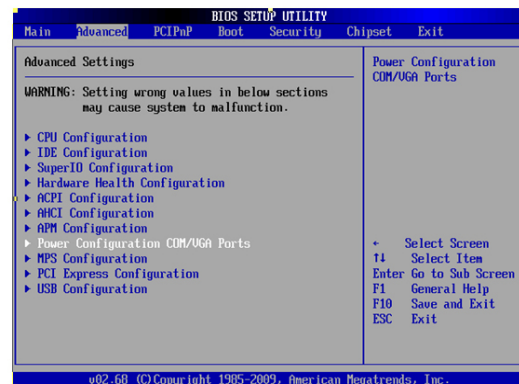 BIOS SETUP UTILITY
Main Advanced PCIPnP Boot Security Chipset Exit
Advanced Settings
WARNING: Setting wrong values in below sections
may cause system to malfunction.
▶ CPU Configuration
▶ IDE Configuration
▶ SuperIO Configuration
▶ Hardware Health Configuration
▶ ACPI Configuration
▶ AHCI Configuration
▶ APM Configuration
▶ Power Configuration COM/VGA Ports
▶ MPS Configuration
▶ PCI Express Configuration
▶ USB Configuration
Power Configuration
COM/VGA Ports
← Select Screen
↑↓ Select Item
Enter Go to Sub Screen
F1 General Help
F10 Save and Exit
ESC Exit
v02.68 (C)Copyright 1985-2009, American Megatrends, Inc.